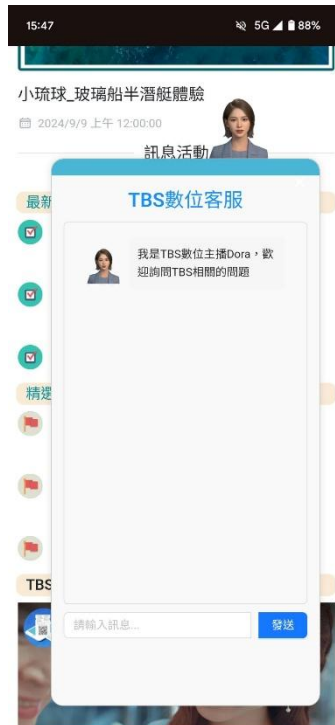 15:47
5G
88%
小琉球_玻璃船半潛艇體驗
2024/9/9 上午 12:00:00
訊息活動
最新
TBS數位客服
我是TBS數位主播Dora，歡
迎詢問TBS相關的問題
精選
TBS
請輸入訊息...
發送